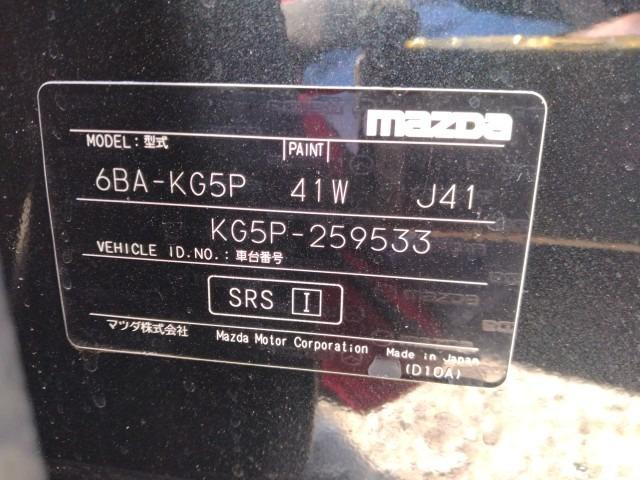 mazda
MODEL: 型式 PAINT
6BA-KG5P 41W J41
KG5P-259533
VEHICLE ID.NO.: 車台番号
SRS I
マツダ株式会社 Mazda Motor Corporation Made in Japan
(D10A)